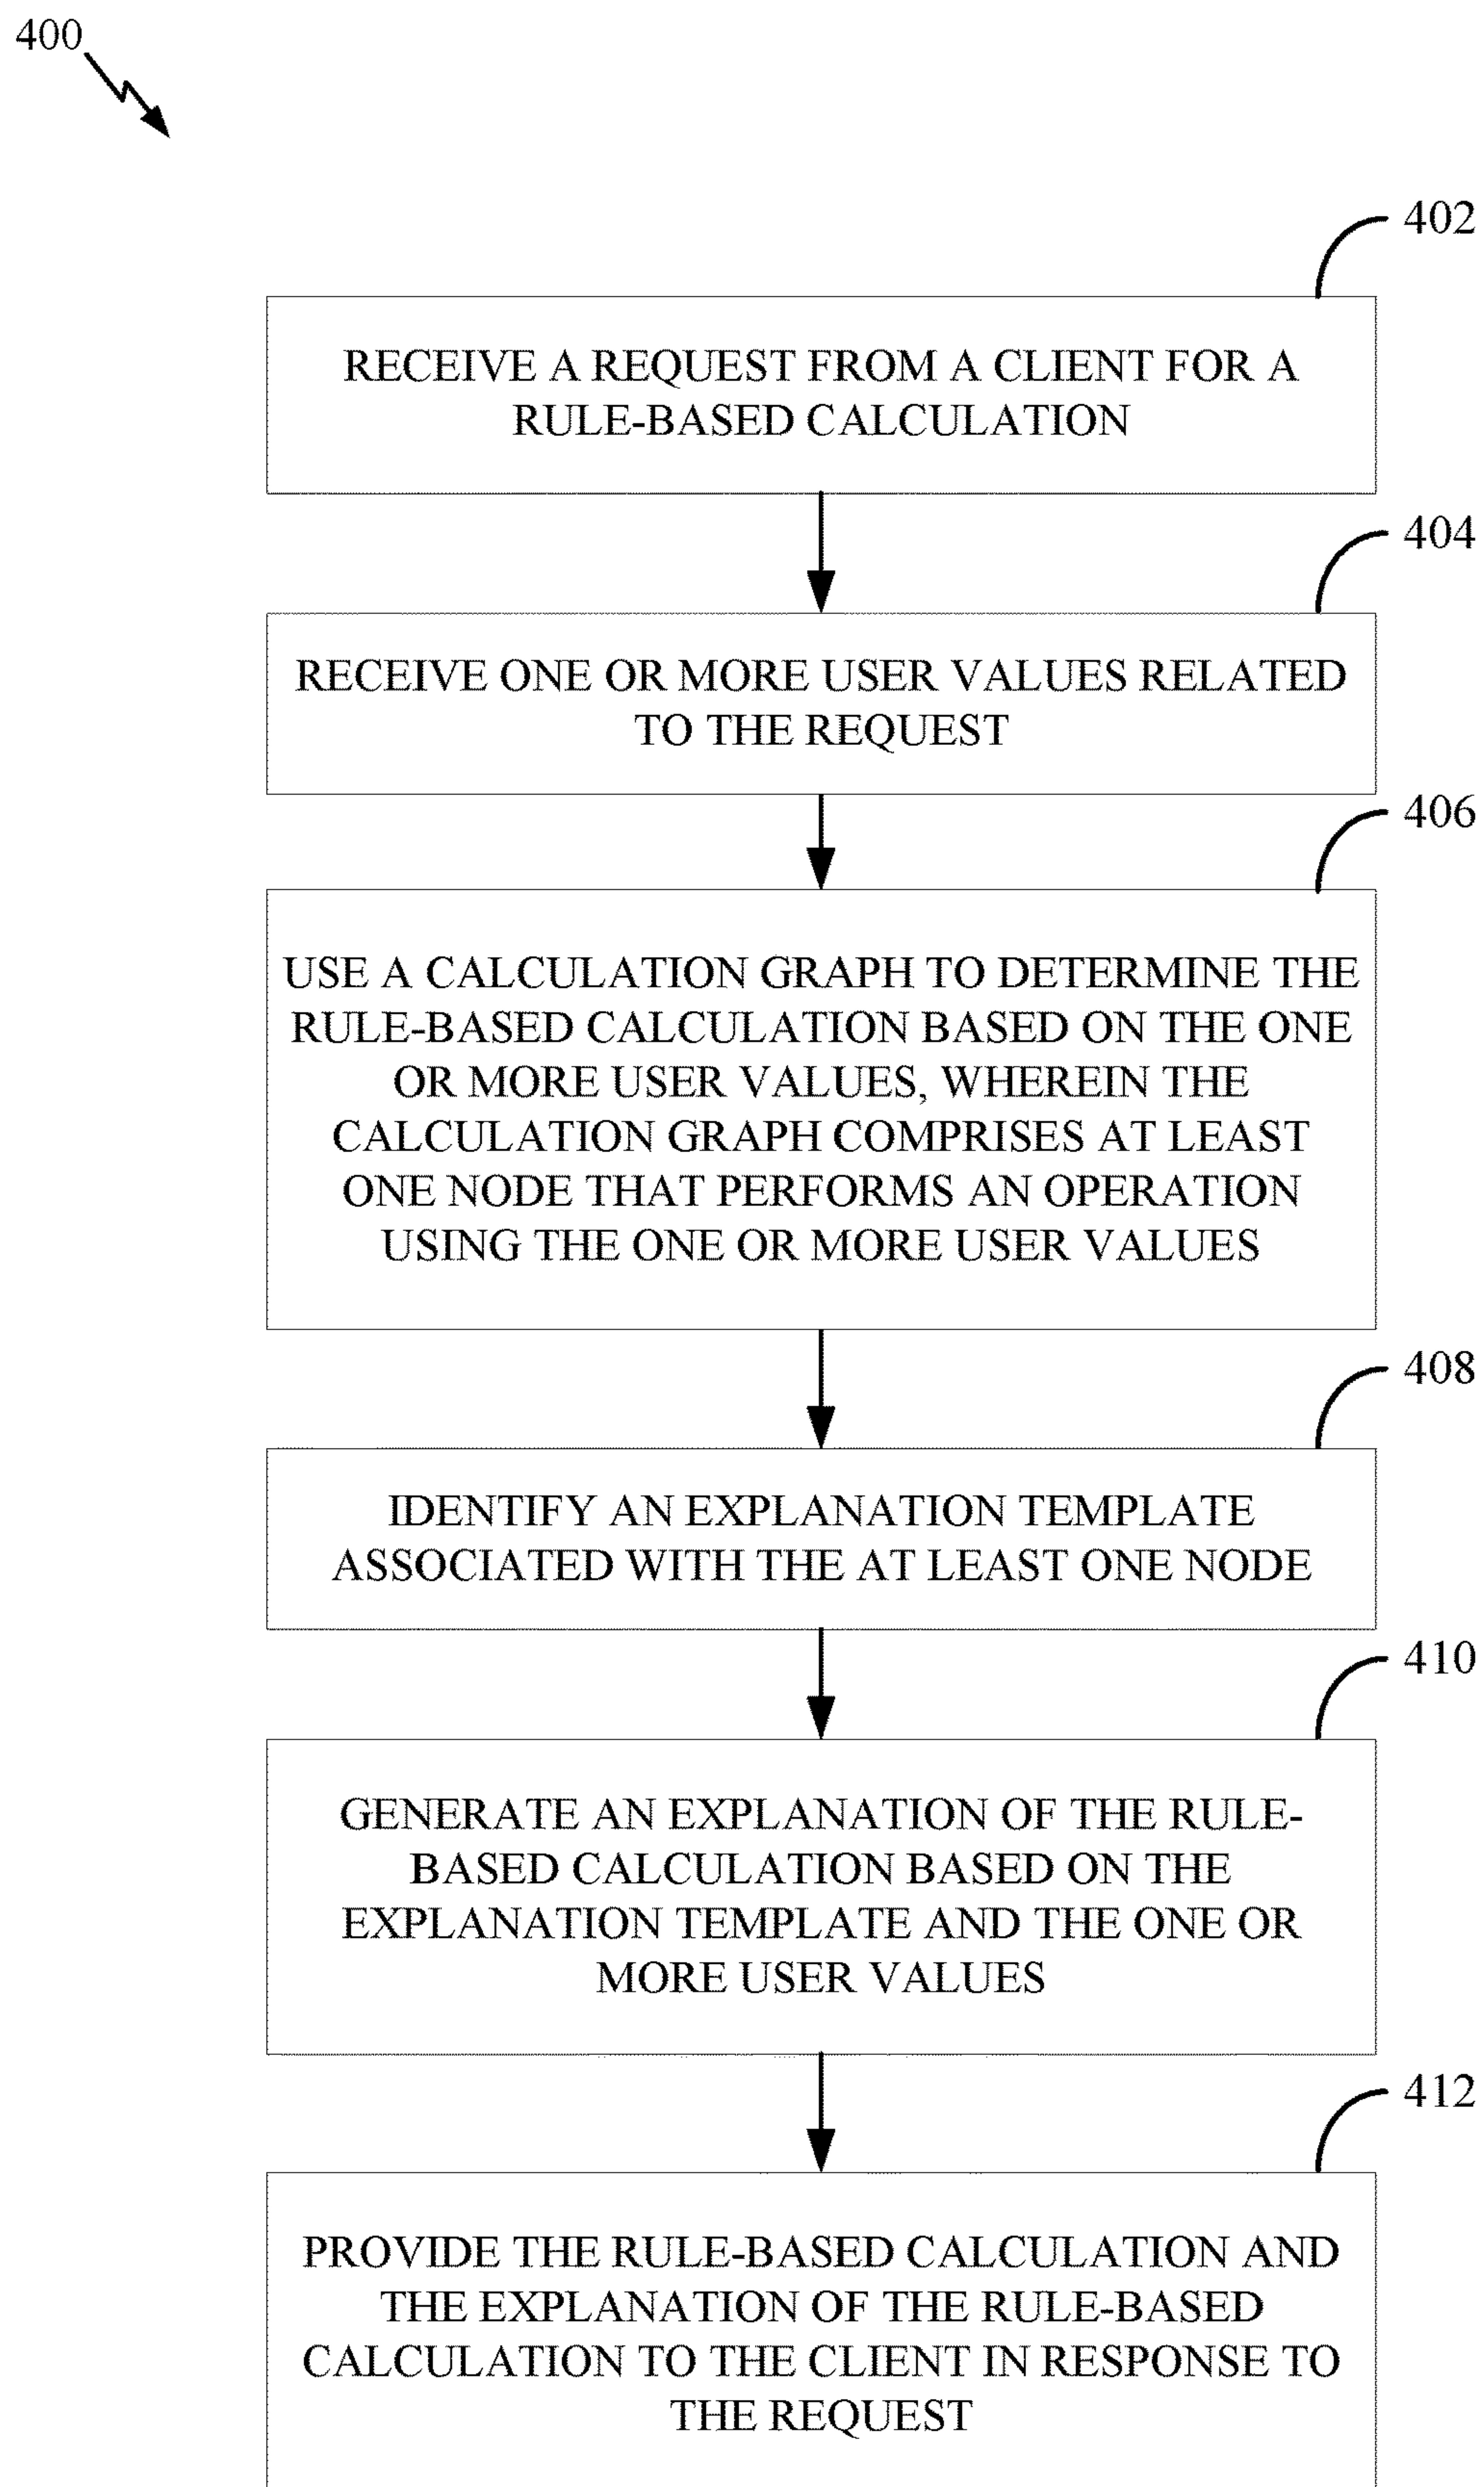 400
402
RECEIVE A REQUEST FROM A CLIENT FOR A
RULE-BASED CALCULATION
404
RECEIVE ONE OR MORE USER VALUES RELATED
TO THE REQUEST
406
USE A CALCULATION GRAPH TO DETERMINE THE
RULE-BASED CALCULATION BASED ON THE ONE
OR MORE USER VALUES, WHEREIN THE
CALCULATION GRAPH COMPRISES AT LEAST
ONE NODE THAT PERFORMS AN OPERATION
USING THE ONE OR MORE USER VALUES
408
IDENTIFY AN EXPLANATION TEMPLATE
ASSOCIATED WITH THE AT LEAST ONE NODE
410
GENERATE AN EXPLANATION OF THE RULE-
BASED CALCULATION BASED ON THE
EXPLANATION TEMPLATE AND THE ONE OR
MORE USER VALUES
412
PROVIDE THE RULE-BASED CALCULATION AND
THE EXPLANATION OF THE RULE-BASED
CALCULATION TO THE CLIENT IN RESPONSE TO
THE REQUEST